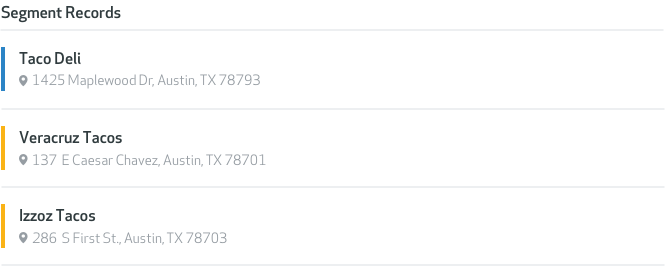 Segment Records
Taco Deli
1425 Maplewood Dr, Austin, TX 78793
Veracruz Tacos
137 E Caesar Chavez, Austin, TX 78701
Izzoz Tacos
286 S First St., Austin, TX 78703